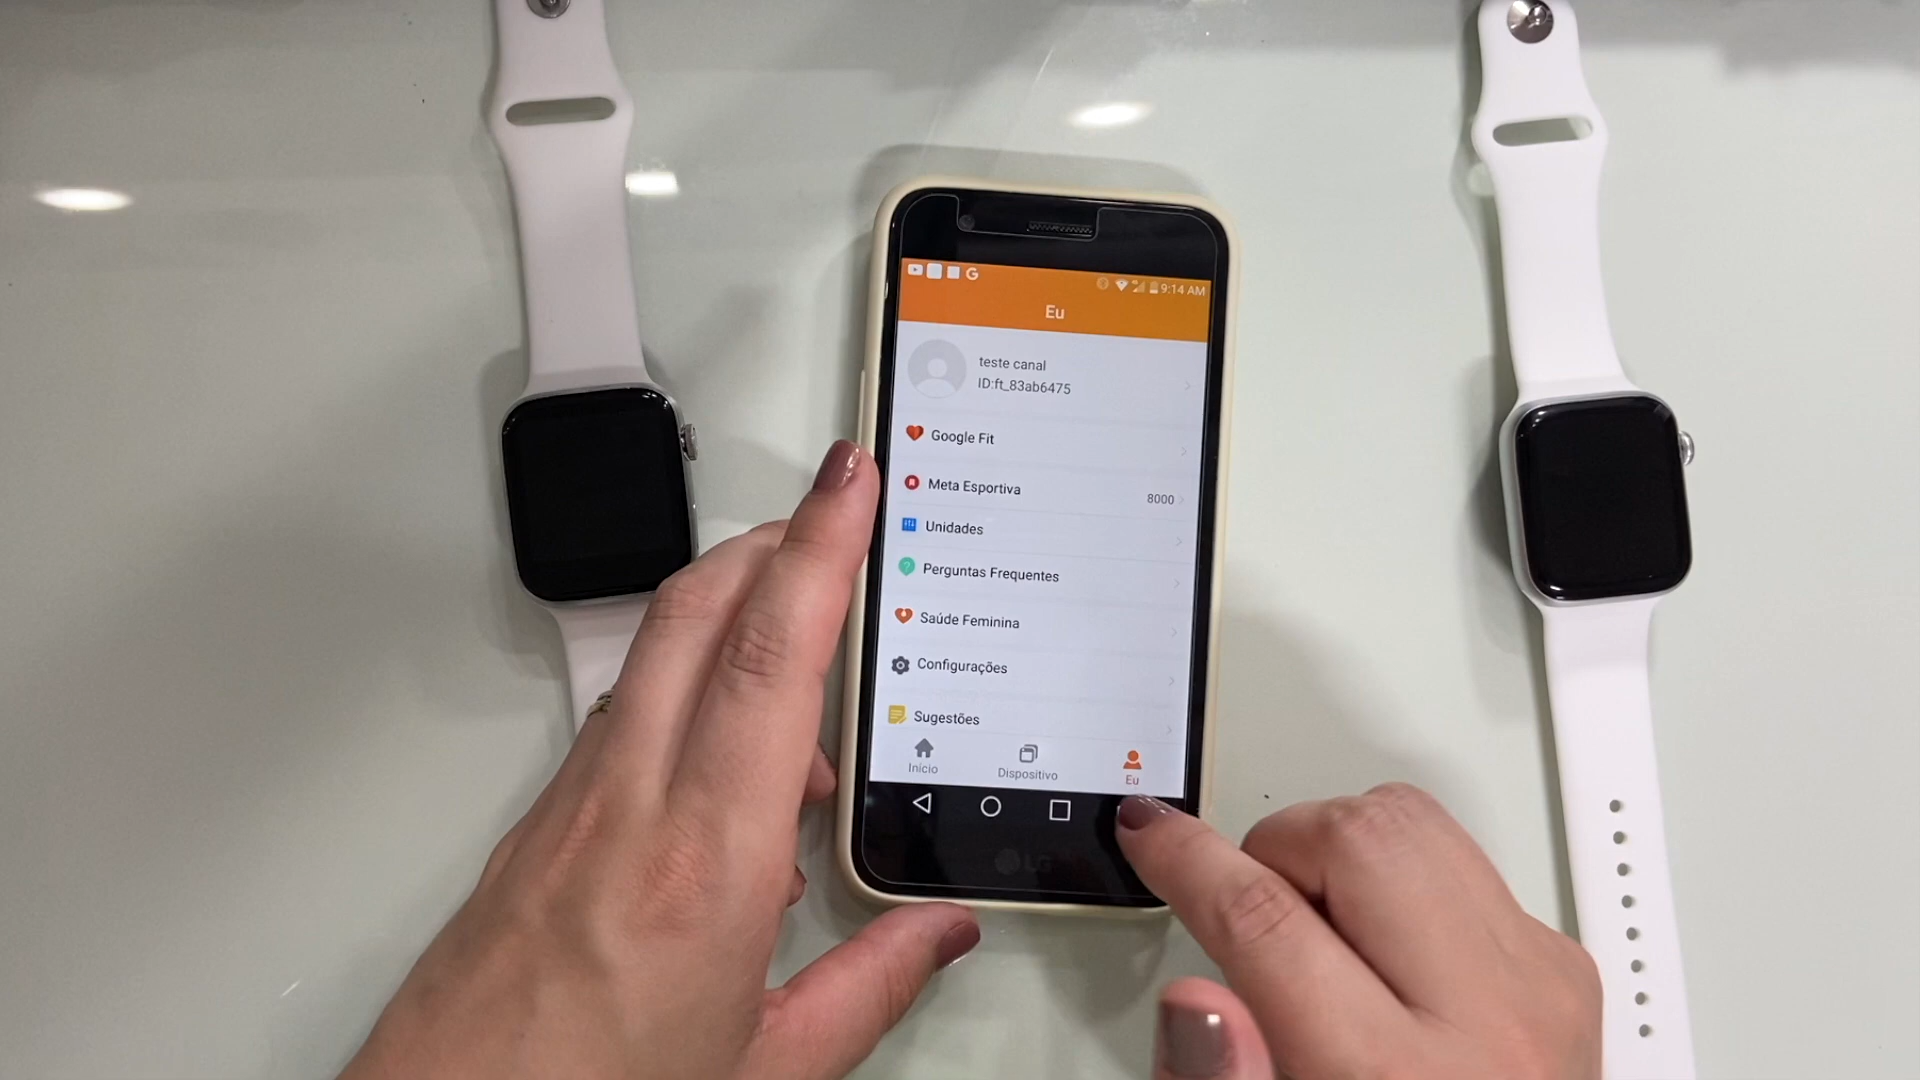 G
9:14 AM
Eu
teste canal
ID:ft_83ab6475
Google Fit
Meta Esportiva 8000
Unidades
Perguntas Frequentes
Saúde Feminina
Configurações
Sugestões
Início Dispositivo Eu
LG